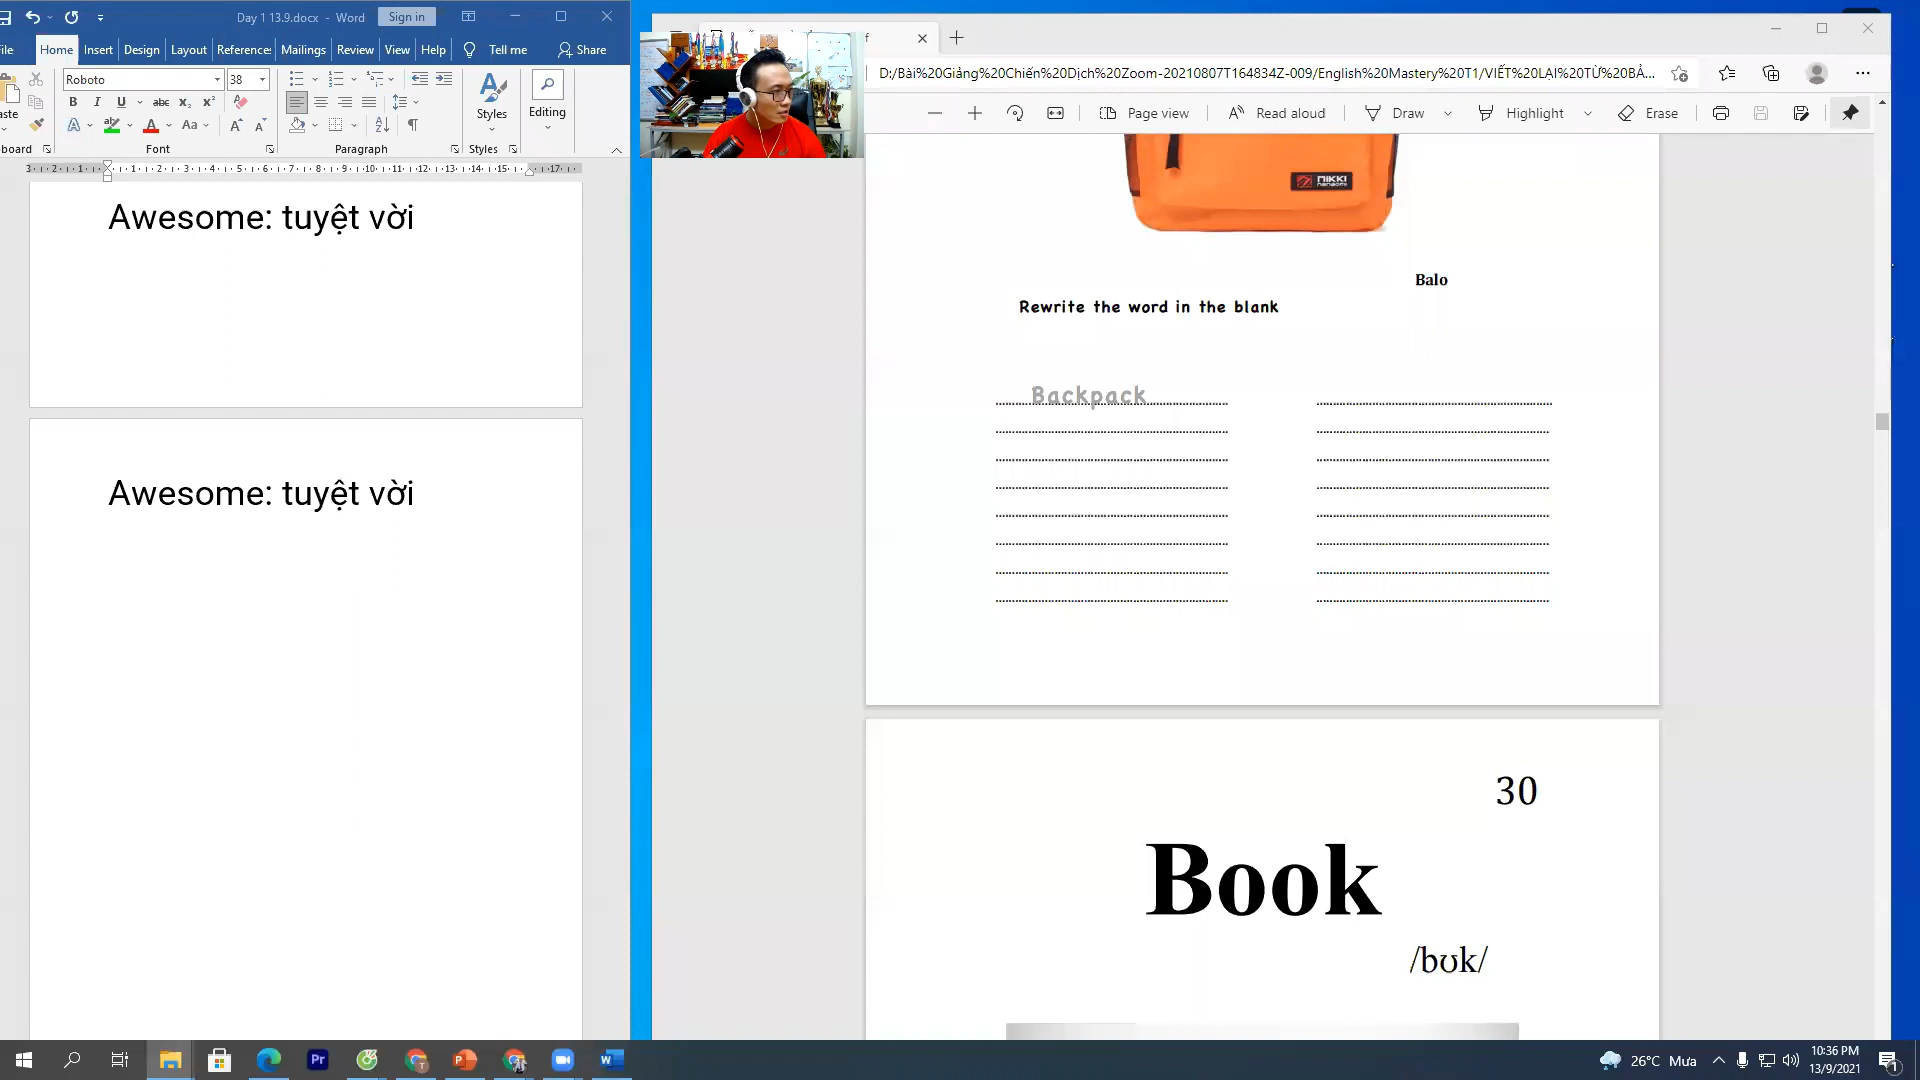 Day 1 13.9.docx - Word
Sign in
File
Home
Insert
Design
Layout
References
Mailings
Review
View
Help
Tell me
Share
Roboto
38
Styles
Editing
Font
Paragraph
Styles
Awesome: tuyệt vời
Awesome: tuyệt vời
D:/Bài%20Giảng%20Chiến%20Dịch%20Zoom-20210807T164834Z-009/English%20Mastery%20T1/VIẾT%20LẠI%20TỪ%20BẢ...
Page view
Read aloud
Draw
Highlight
Erase
NIKKI
Balo
Rewrite the word in the blank
Backpack
30
Book
/bʊk/
26°C Mưa
10:36 PM
13/9/2021